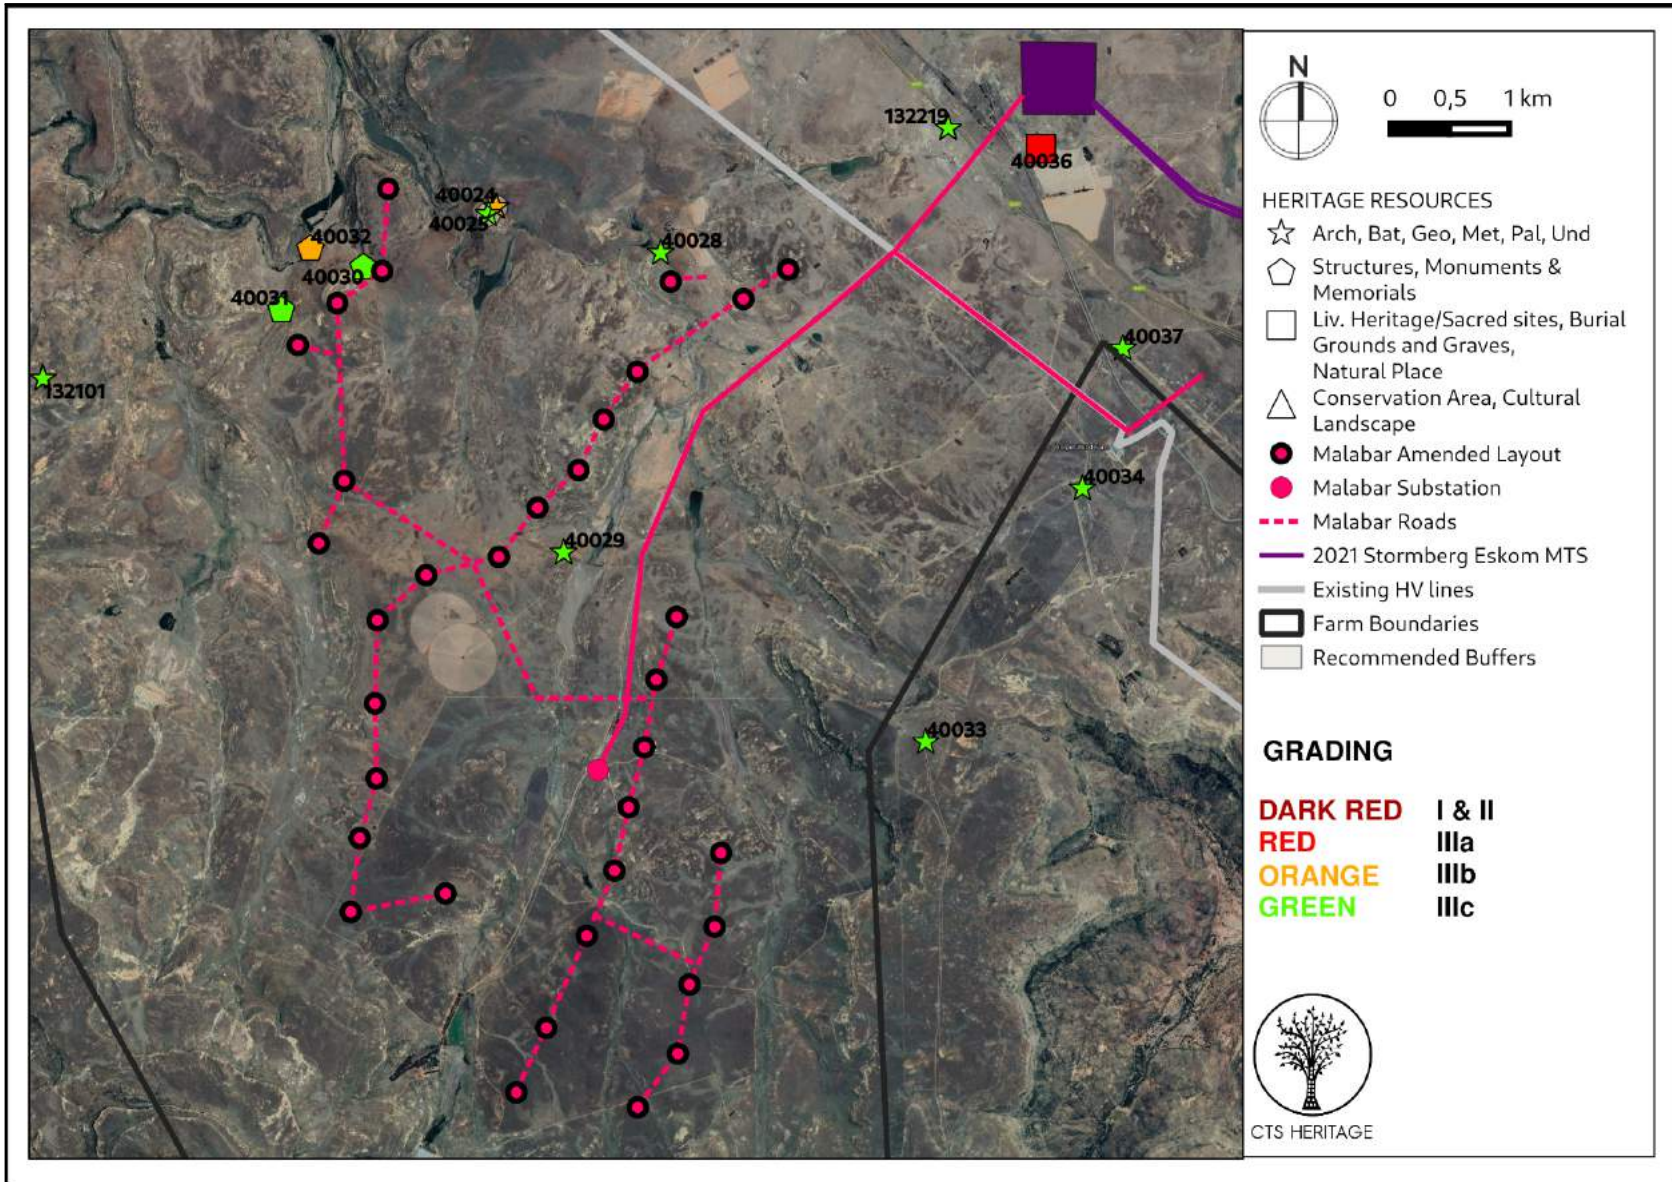 132219
40036
40024
40025
40032
40028
40030
40031
40037
132101
40034
40029
40033
N
0 0,5 1 km
HERITAGE RESOURCES
Arch, Bat, Geo, Met, Pal, Und
Structures, Monuments &
Memorials
Liv. Heritage/Sacred sites, Burial
Grounds and Graves,
Natural Place
Conservation Area, Cultural
Landscape
Malabar Amended Layout
Malabar Substation
Malabar Roads
2021 Stormberg Eskom MTS
Existing HV lines
Farm Boundaries
Recommended Buffers
GRADING
DARK RED I & II
RED IIIa
ORANGE IIIb
GREEN IIIc
CTS HERITAGE